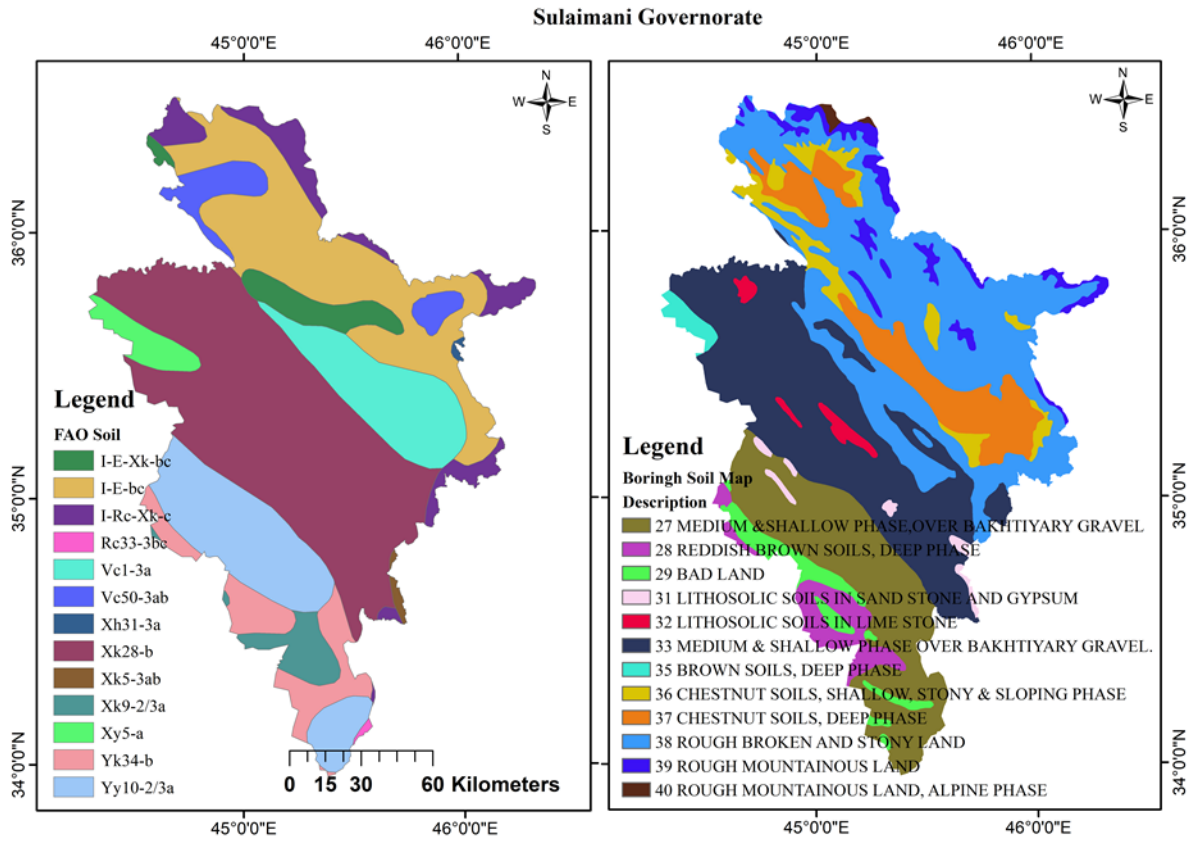 Sulaimani Governorate
45°0'0"E 46°0'0"E
N
W E
S
36°0'0"N
35°0'0"N
34°0'0"N
Legend
FAO Soil
I-E-Xk-bc
I-E-bc
I-Rc-Xk-c
Rc33-3bc
Vc1-3a
Vc50-3ab
Xh31-3a
Xk28-b
Xk5-3ab
Xk9-2/3a
Xy5-a
Yk34-b
Yy10-2/3a
0 15 30 60 Kilometers
45°0'0"E 46°0'0"E
45°0'0"E 46°0'0"E
N
W E
S
36°0'0"N
35°0'0"N
34°0'0"N
Legend
Boringh Soil Map
Description
27 MEDIUM &SHALLOW PHASE,OVER BAKHTIYARY GRAVEL
28 REDDISH BROWN SOILS, DEEP PHASE
29 BAD LAND
31 LITHOSOLIC SOILS IN SAND STONE AND GYPSUM
32 LITHOSOLIC SOILS IN LIME STONE
33 MEDIUM & SHALLOW PHASE OVER BAKHTIYARY GRAVEL.
35 BROWN SOILS, DEEP PHASE
36 CHESTNUT SOILS, SHALLOW, STONY & SLOPING PHASE
37 CHESTNUT SOILS, DEEP PHASE
38 ROUGH BROKEN AND STONY LAND
39 ROUGH MOUNTAINOUS LAND
40 ROUGH MOUNTAINOUS LAND, ALPINE PHASE
45°0'0"E 46°0'0"E